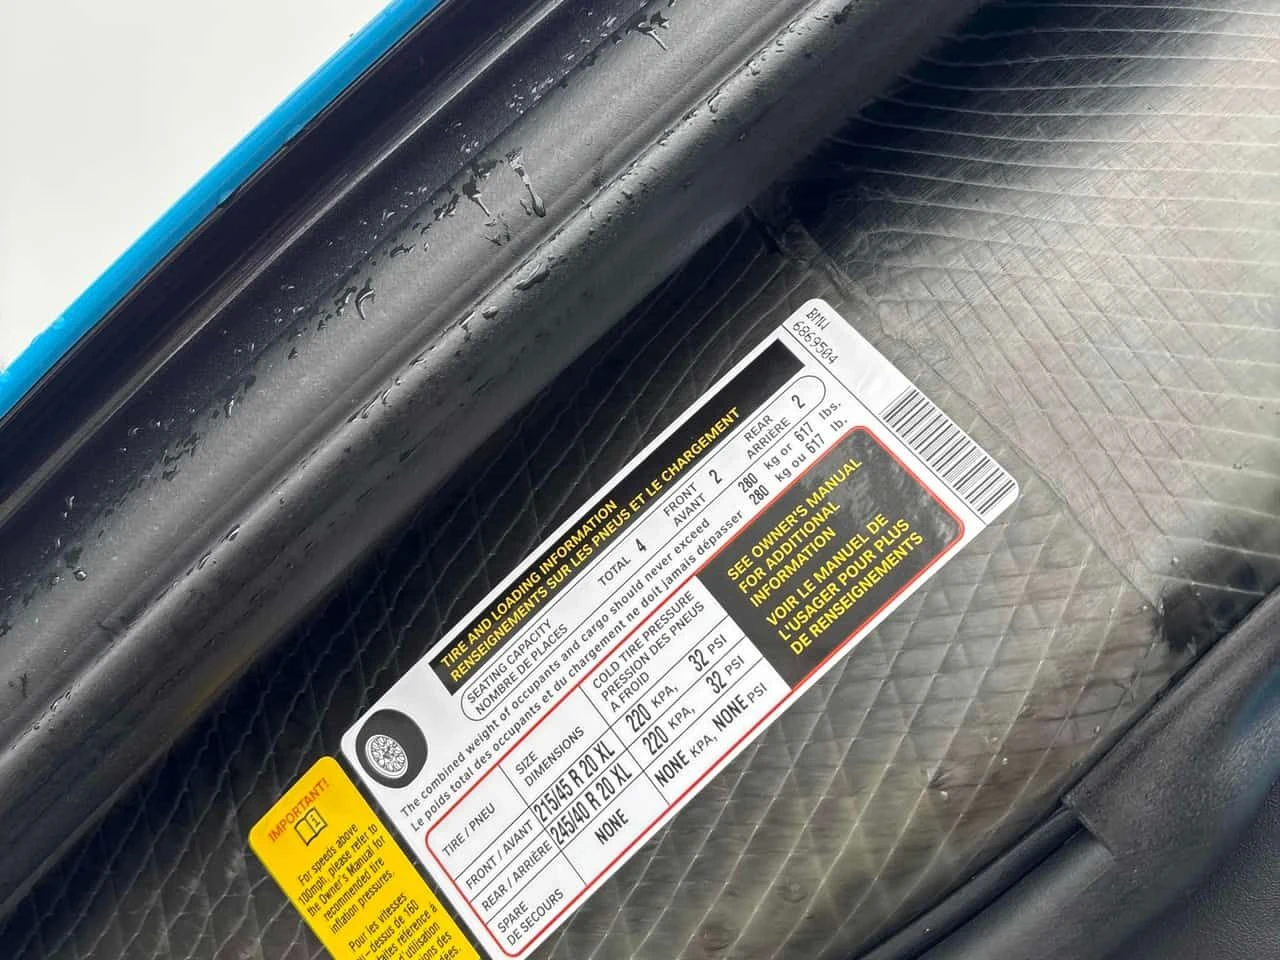 BMW
6869504
TIRE AND LOADING INFORMATION
RENSEIGNEMENTS SUR LES PNEUS ET LE CHARGEMENT
SEATING CAPACITY
NOMBRE DE PLACES
TOTAL 4
FRONT
AVANT 2
REAR
ARRIÈRE 2
The combined weight of occupants and cargo should never exceed 280 kg or 617 lbs.
Le poids total des occupants et du chargement ne doit jamais dépasser 280 kg ou 617 lb.
TIRE / PNEU
SIZE
DIMENSIONS
COLD TIRE PRESSURE
PRESSION DES PNEUS
A FROID
FRONT / AVANT 215/45 R 20 XL 220 KPA, 32 PSI
REAR / ARRIÈRE 245/40 R 20 XL 220 KPA, 32 PSI
SPARE
DE SECOURS
NONE NONE KPA, NONE PSI
SEE OWNER'S MANUAL
FOR ADDITIONAL
INFORMATION
VOIR LE MANUEL DE
L'USAGER POUR PLUS
DE RENSEIGNEMENTS
IMPORTANT!
For speeds above
100mph, please refer to
the Owner's Manual for
recommended tire
inflation pressures.
Pour les vitesses
dessus de 160
référence à
d'utilisation